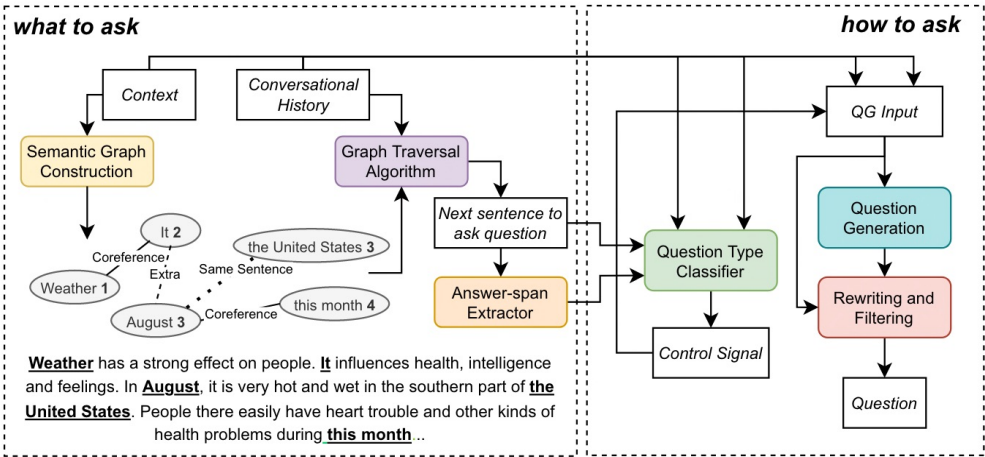 what to ask
how to ask
Context
Conversational
History
QG Input
Semantic Graph
Construction
Graph Traversal
Algorithm
Next sentence to
ask question
Question Type
Classifier
Question
Generation
Answer-span
Extractor
Rewriting and
Filtering
Control Signal
Question
It 2
Coreference
Extra
Weather 1
the United States 3
Same Sentence
August 3
Coreference
this month 4
Weather has a strong effect on people. It influences health, intelligence
and feelings. In August, it is very hot and wet in the southern part of the
United States. People there easily have heart trouble and other kinds of
health problems during this month...